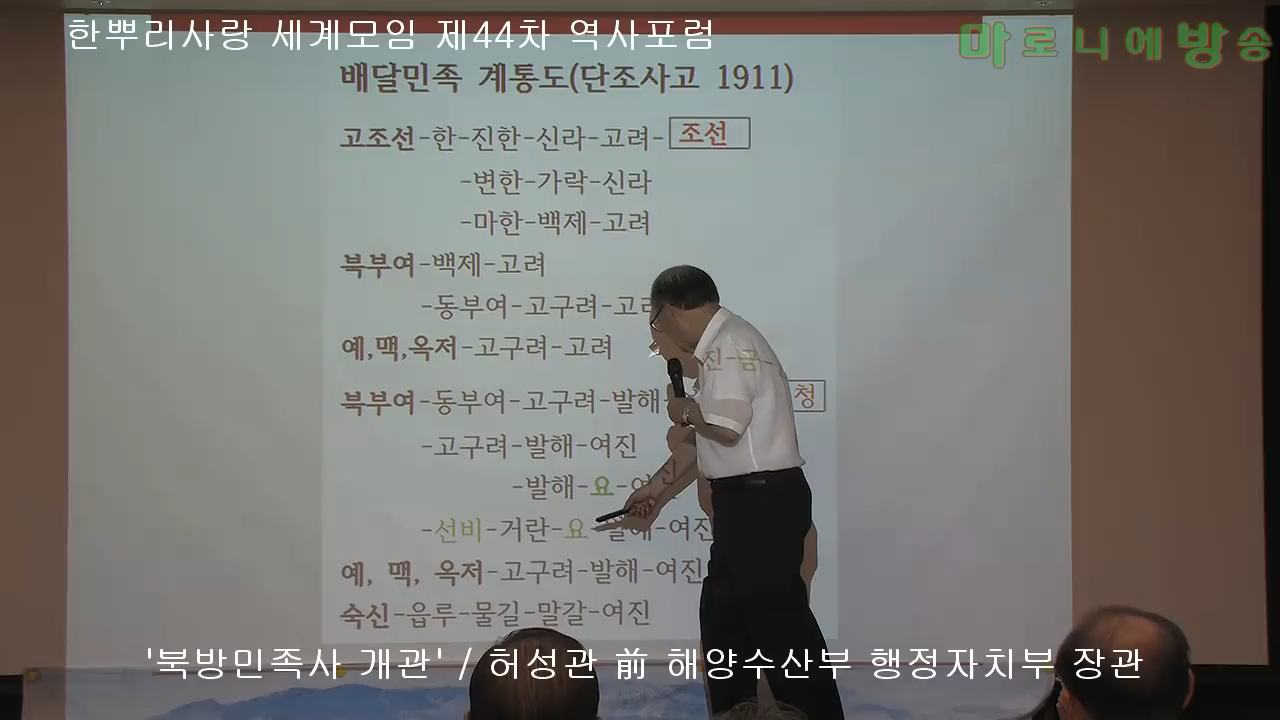 한뿌리사랑 세계모임 제44차 역사포럼
마로니에방송
배달민족 계통도(단조사고 1911)
고조선-한-진한-신라-고려-조선
-변한-가락-신라
-마한-백제-고려
북부여-백제-고려
-동부여-고구려-고려
예,맥,옥저-고구려-고려
진-금-
북부여-동부여-고구려-발해- 청
-고구려-발해-여진
-발해-요-여진
-선비-거란-요-발해-여진
예, 맥, 옥저-고구려-발해-여진
숙신-읍루-물길-말갈-여진
'북방민족사 개관' / 허성관 前 해양수산부 행정자치부 장관